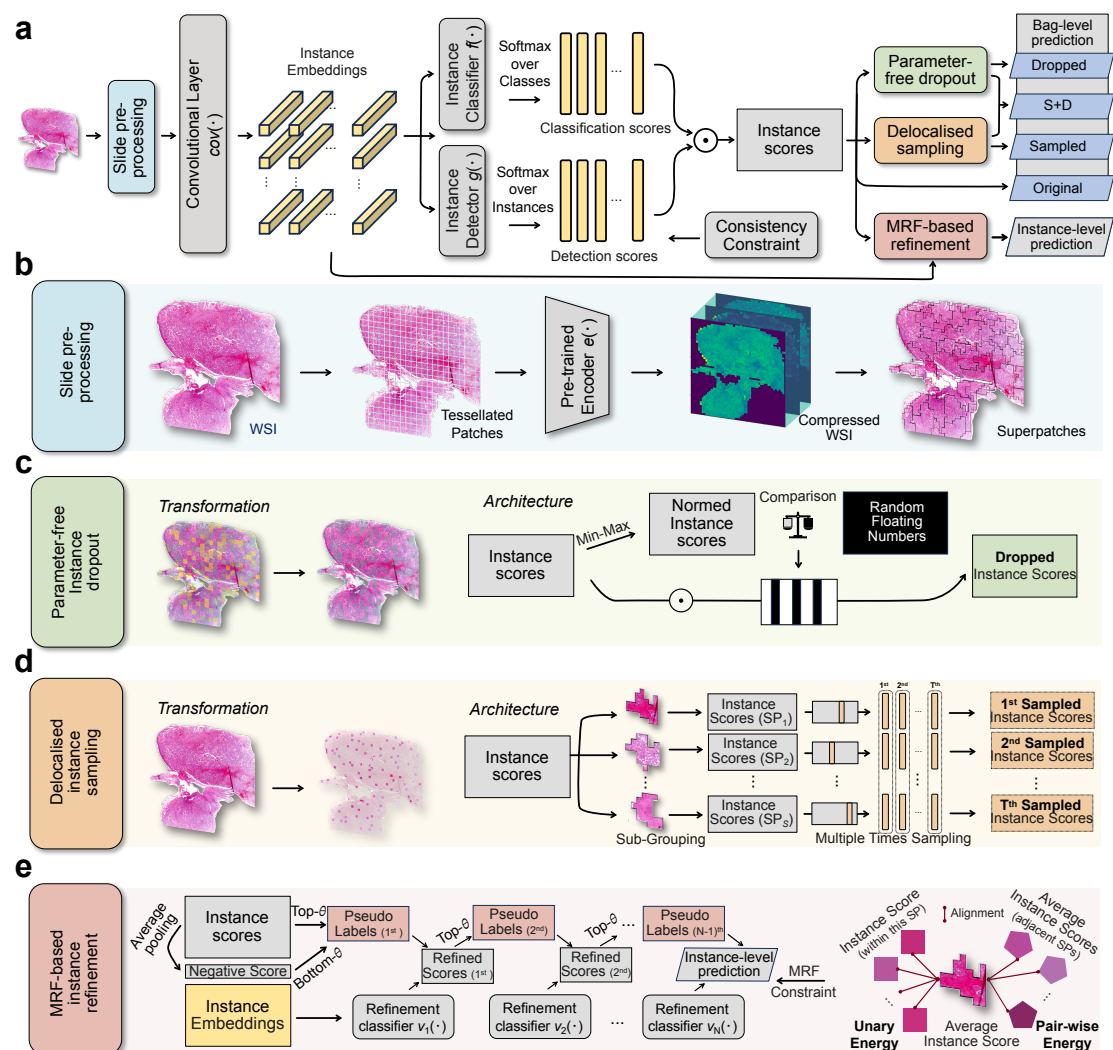 a
Slide pre-
processing
Convolutional Layer
cov(·)
Instance
Embeddings
...
Instance
Classifier f(·)
Softmax
over
Classes
...
Classification scores
Instance
Detector g(·)
Softmax
over
Instances
...
Detection scores
Instance
scores
Consistency
Constraint
Parameter-
free dropout
Delocalised
sampling
MRF-based
refinement
Bag-level
prediction
Dropped
S+D
Sampled
Original
Instance-level
prediction
b
Slide pre-
processing
WSI
Tessellated
Patches
Pre-trained
Encoder e(·)
Compressed
WSI
Superpatches
c
Parameter-free
Instance
dropout
Transformation
Architecture
Instance
scores
Min-Max
Normed
Instance
scores
Comparison
Random
Floating
Numbers
Dropped
Instance Scores
d
Delocalised
instance
sampling
Transformation
Architecture
Instance
scores
Sub-Grouping
Instance
Scores (SP1)
Instance
Scores (SP2)
Instance
Scores (SPS)
1st 2nd Tth
...
Multiple Times Sampling
1st Sampled
Instance Scores
2nd Sampled
Instance Scores
Tth Sampled
Instance Scores
e
MRF-based
instance
refinement
Average
pooling
Instance
scores
Negative Score
Instance
Embeddings
Top-θ
Bottom-θ
Pseudo
Labels (1st)
Refined
Scores (1st)
Refinement
classifier v1(·)
Top-θ
Pseudo
Labels (2nd)
Refined
Scores (2nd)
Refinement
classifier v2(·)
Top-θ
...
...
Pseudo
Labels (N-1)th
Instance-level
prediction
Refinement
classifier vN(·)
MRF
Constraint
Instance Score
(within this SP)
Alignment
Average
Instance Scores
(adjacent SPs)
Unary
Energy
Average
Instance Score
Pair-wise
Energy